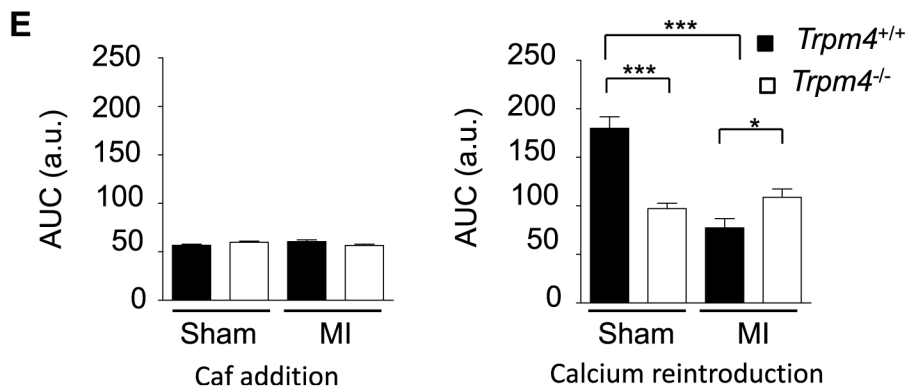 E
AUC (a.u.)
250
200
150
100
50
0
Sham
MI
Caf addition
AUC (a.u.)
250
200
150
100
50
0
***
***
*
Trpm4+/+
Trpm4-/-
Sham
MI
Calcium reintroduction